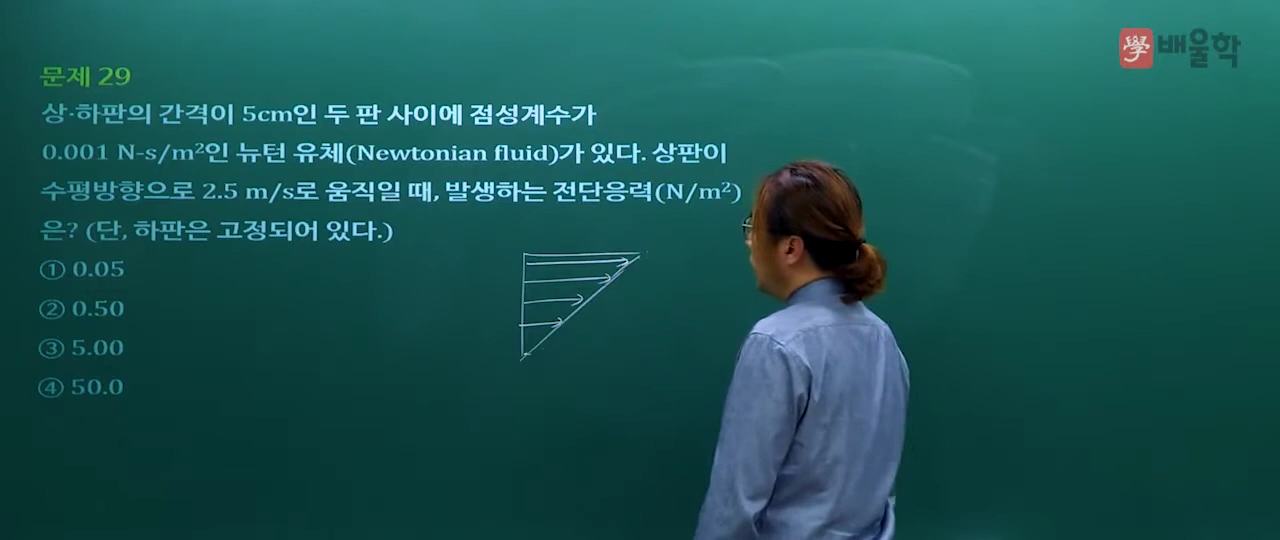 學 배울학
문제 29
상·하판의 간격이 5cm인 두 판 사이에 점성계수가
0.001 N-s/m²인 뉴턴 유체(Newtonian fluid)가 있다. 상판이
수평방향으로 2.5 m/s로 움직일 때, 발생하는 전단응력(N/m²)
은? (단, 하판은 고정되어 있다.)
① 0.05
② 0.50
③ 5.00
④ 50.0